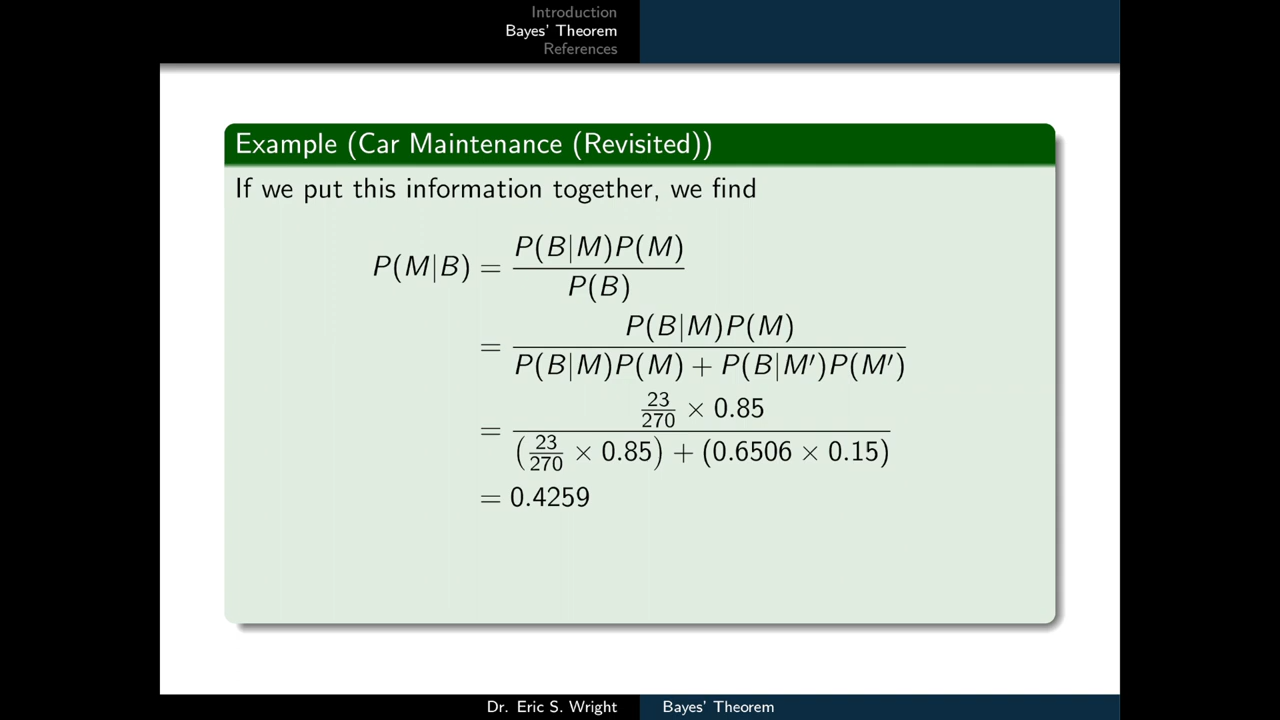 Introduction
Bayes' Theorem
References
Example (Car Maintenance (Revisited))
If we put this information together, we find
P(M|B) = P(B|M)P(M) / P(B)
= P(B|M)P(M) / P(B|M)P(M) + P(B|M′)P(M′)
= 23/270 × 0.85 / (23/270 × 0.85) + (0.6506 × 0.15)
= 0.4259
Dr. Eric S. Wright Bayes' Theorem